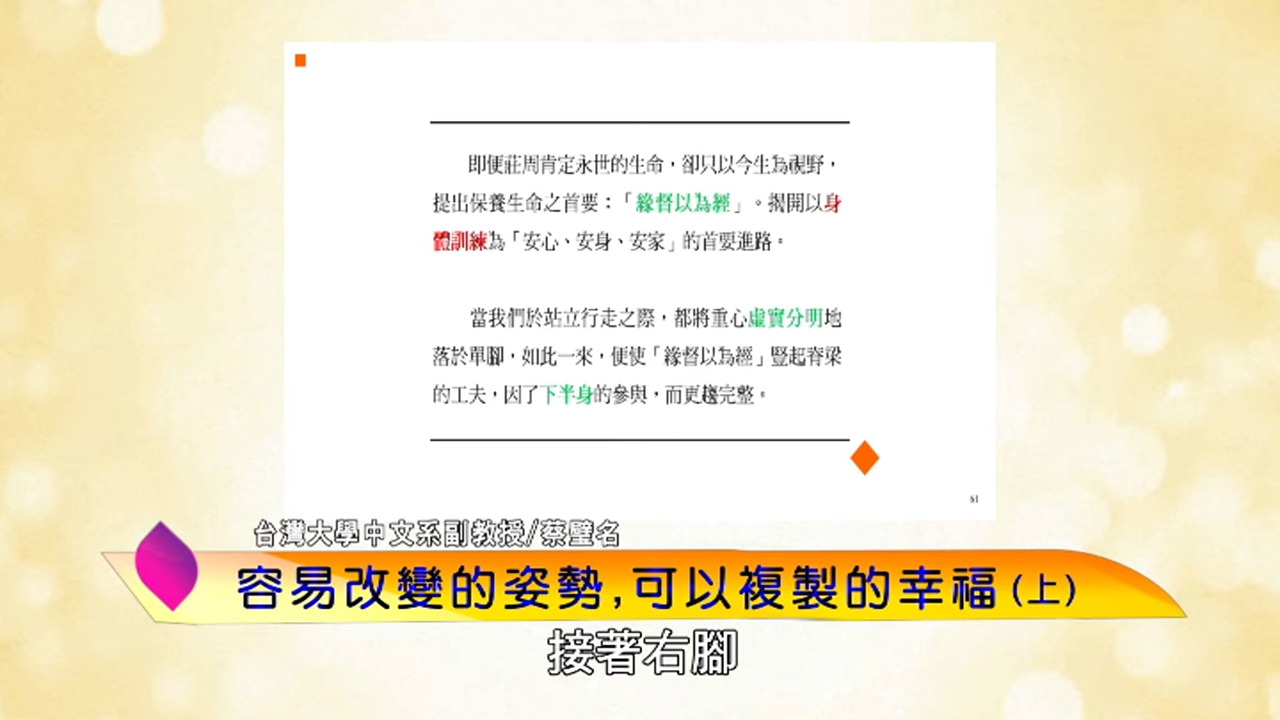 即便莊周肯定永世的生命，卻只以今生為視野，
提出保養生命之首要：「緣督以為經」。揭開以身
體訓練為「安心、安身、安家」的首要進路。
當我們於站立行走之際，都將重心虛實分明地
落於單腳，如此一來，便使「緣督以為經」豎起脊梁
的工夫，因了下半身的參與，而更趨完整。
61
台灣大學中文系副教授/蔡璧名
容易改變的姿勢,可以複製的幸福(上)
接著右腳